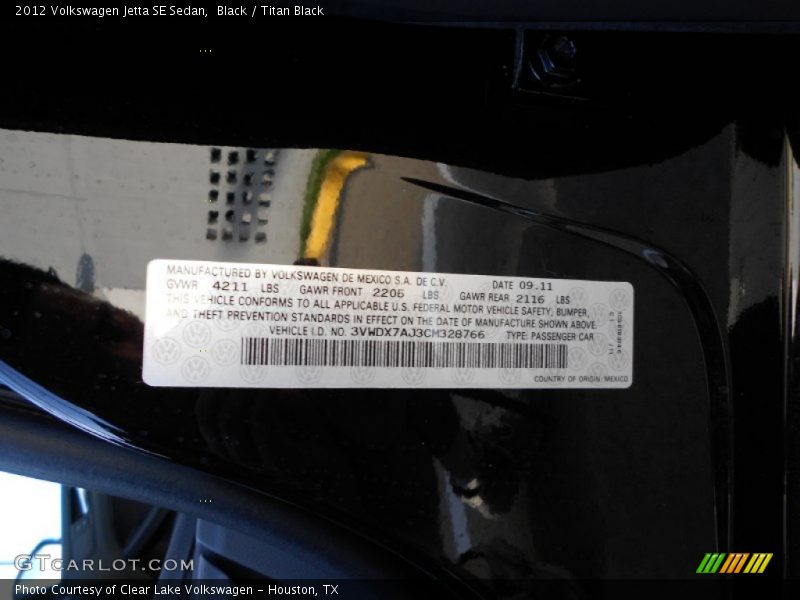 2012 Volkswagen Jetta SE Sedan,  Black / Titan Black
MANUFACTURED BY VOLKSWAGEN DE MEXICO S.A. DE C.V. DATE 09.11
GVWR 4211 LBS GAWR FRONT 2205 LBS GAWR REAR 2116 LBS
THIS VEHICLE CONFORMS TO ALL APPLICABLE U.S. FEDERAL MOTOR VEHICLE SAFETY, BUMPER,
AND THEFT PREVENTION STANDARDS IN EFFECT ON THE DATE OF MANUFACTURE SHOWN ABOVE.
VEHICLE I.D. NO. 3VWDX7AJ3CM328766 TYPE: PASSENGER CAR
COUNTRY OF ORIGIN: MEXICO
GTCARLOT.COM
Photo Courtesy of Clear Lake Volkswagen - Houston, TX